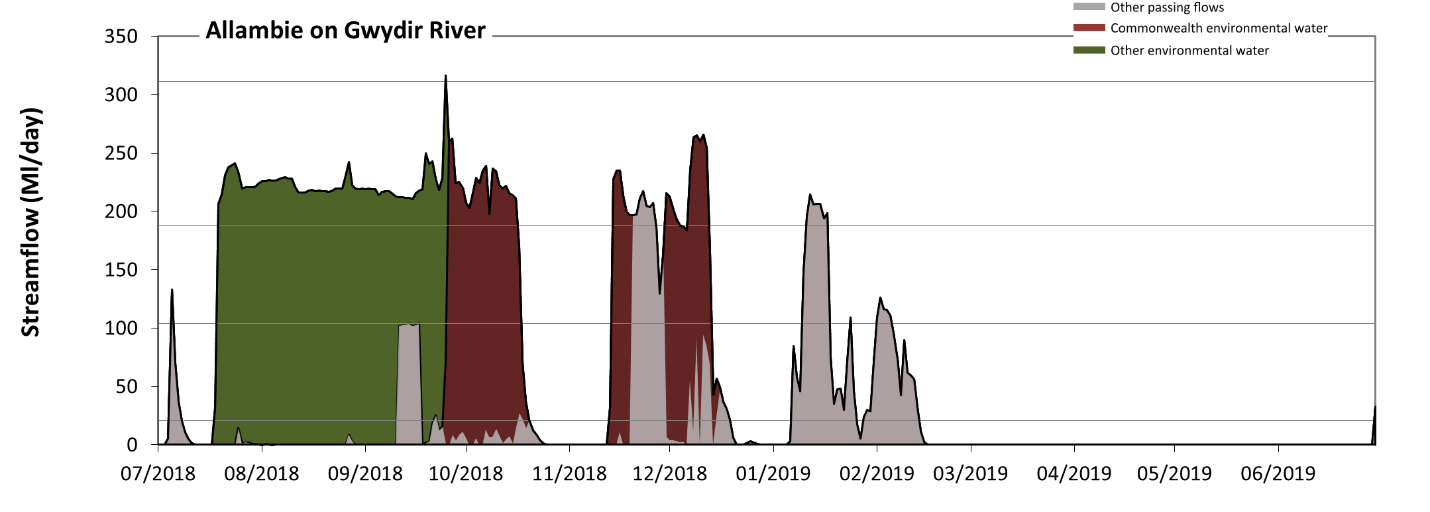 Other passing flows
Commonwealth environmental water
Other environmental water
Allambie on Gwydir River
Streamflow (Ml/day)
350
300
250
200
150
100
50
0
07/2018 08/2018 09/2018 10/2018 11/2018 12/2018 01/2019 02/2019 03/2019 04/2019 05/2019 06/2019